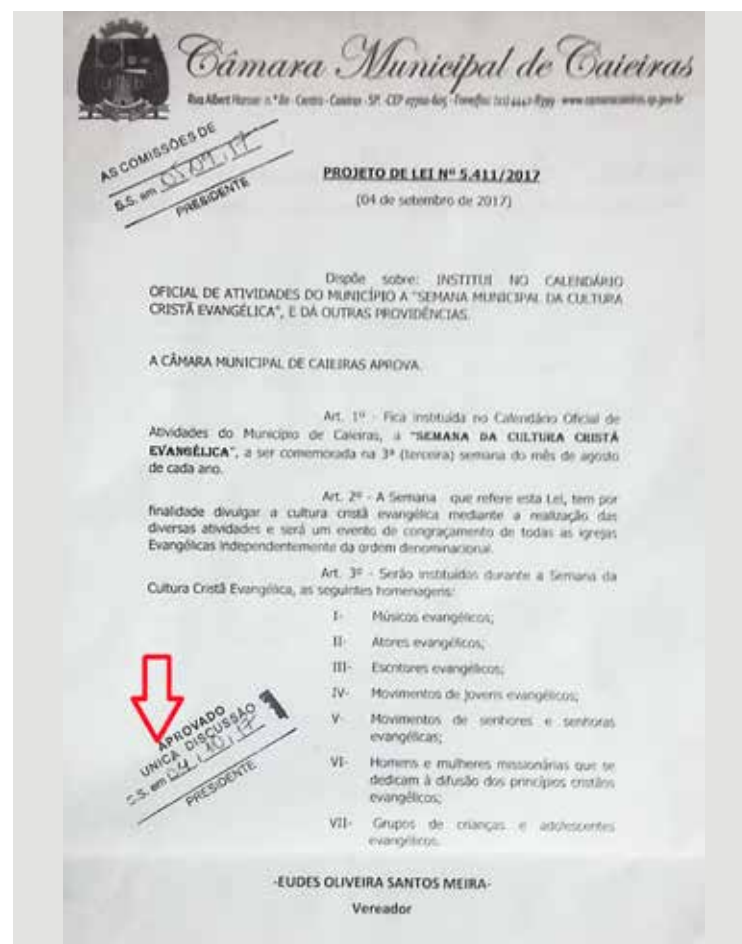 Câmara Municipal de Caieiras
AS COMISSÕES DE
S.S. em 05, 09, 17
PRESIDENTE
PROJETO DE LEI Nº 5.411/2017
(04 de setembro de 2017)
Dispõe sobre: INSTITUI NO CALENDÁRIO
OFICIAL DE ATIVIDADES DO MUNICÍPIO A "SEMANA MUNICIPAL DA CULTURA
CRISTÃ EVANGÉLICA", E DÁ OUTRAS PROVIDÊNCIAS.
A CÂMARA MUNICIPAL DE CAIEIRAS APROVA.
Art. 1º - Fica instituída no Calendário Oficial de
Atividades do Município de Caieiras, a "SEMANA DA CULTURA CRISTÃ
EVANGÉLICA", a ser comemorada na 3ª (terceira) semana do mês de agosto
de cada ano.
Art. 2º - A Semana que refere esta Lei, tem por
finalidade divulgar a cultura cristã evangélica mediante a realização das
diversas atividades e será um evento de congraçamento de todas as igrejas
Evangélicas independentemente da ordem denominacional.
Art. 3º - Serão instituídos durante a Semana da
Cultura Cristã Evangélica, as seguintes homenagens:
I- Músicos evangélicos;
II- Atores evangélicos;
III- Escritores evangélicos;
IV- Movimentos de jovens evangélicos;
V- Movimentos de senhores e senhoras
evangélicas;
VI- Homens e mulheres missionárias que se
dedicam à difusão dos princípios cristãos
evangélicos;
VII- Grupos de crianças e adolescentes
evangélicos.
APROVADO
UNICA DISCUSSÃO
S.S. em 04, 10, 17
PRESIDENTE
-EUDES OLIVEIRA SANTOS MEIRA-
Vereador